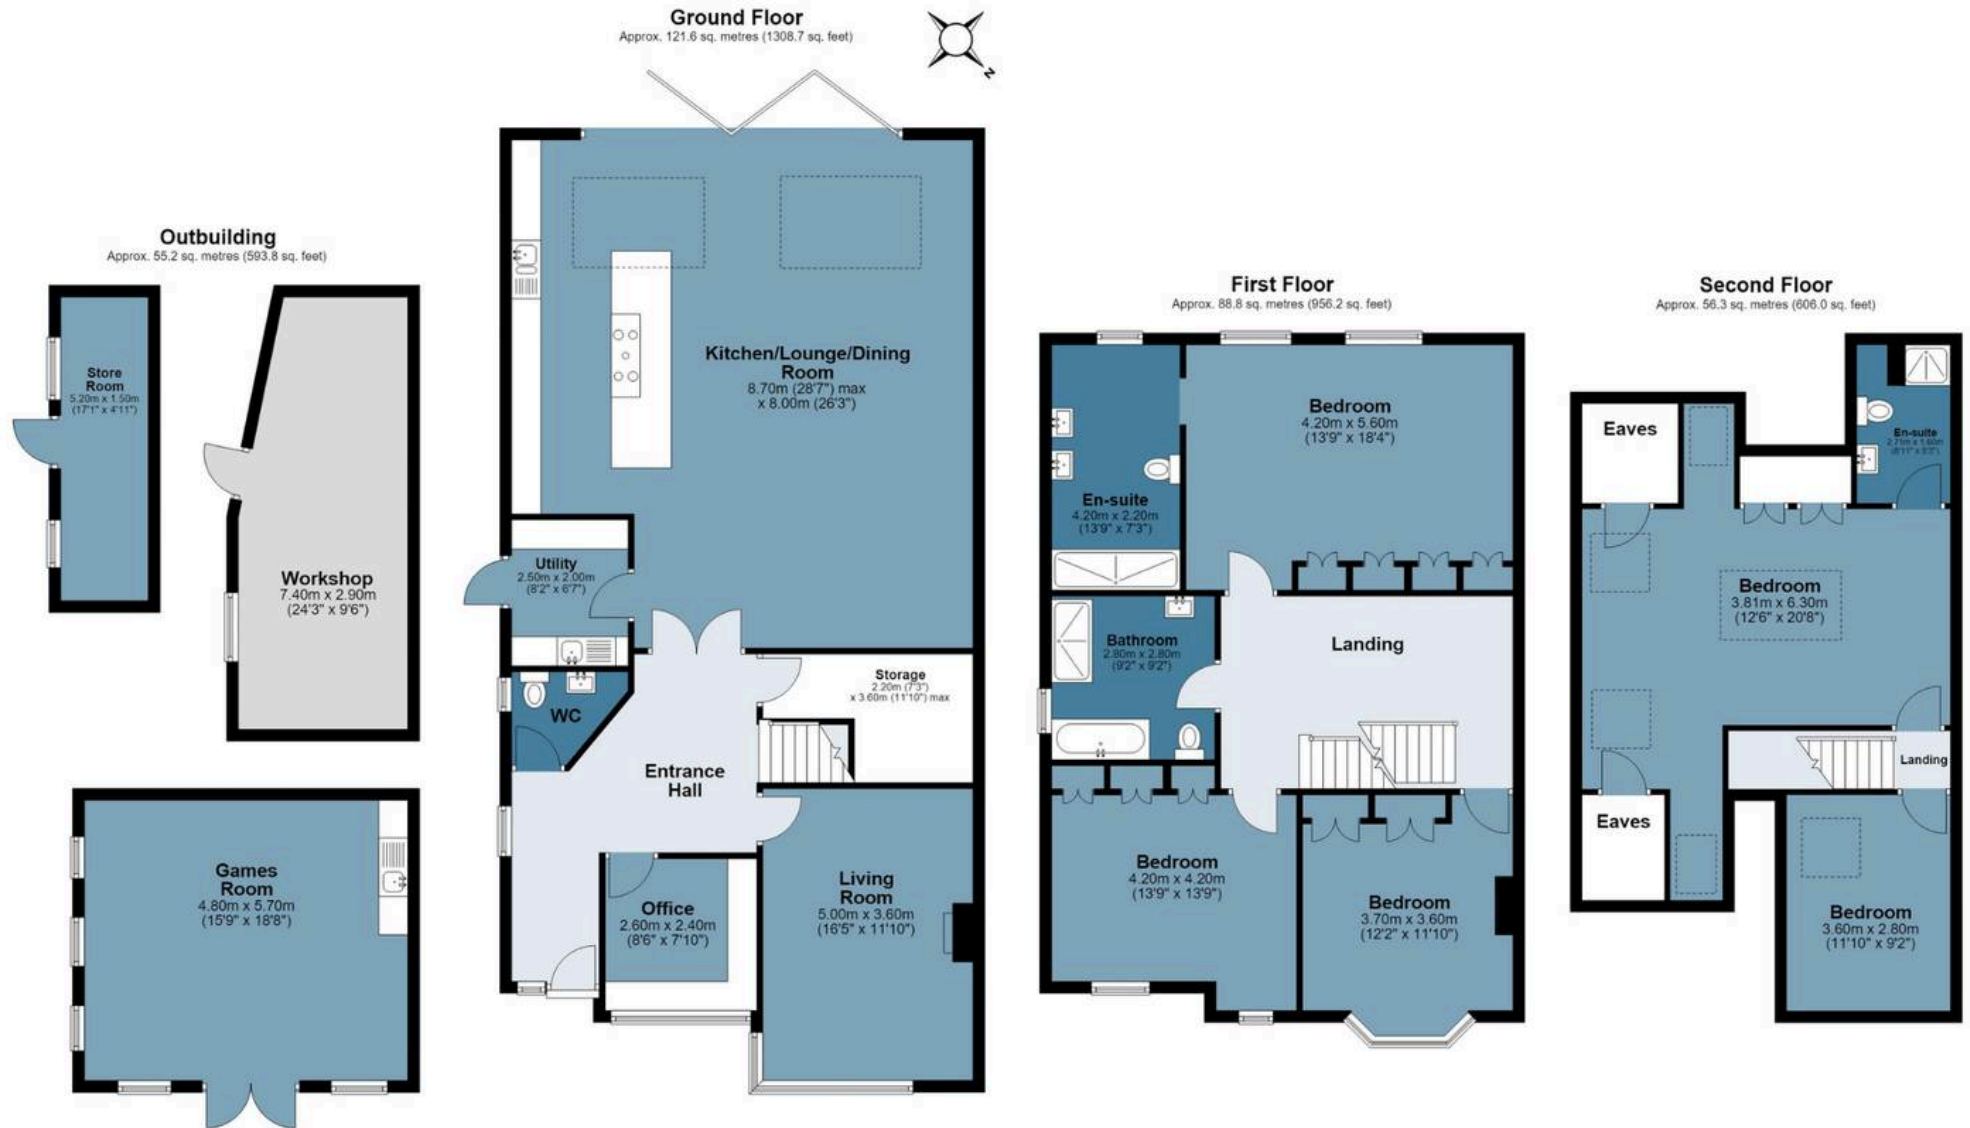 Ground Floor
Approx. 121.6 sq. metres (1308.7 sq. feet)
N
Kitchen/Lounge/Dining
Room
8.70m (28'7") max
x 8.00m (26'3")
Utility
2.50m x 2.00m
(8'2" x 6'7")
WC
Storage
2.20m (7'3")
x 3.60m (11'10") max
Entrance
Hall
Office
2.60m x 2.40m
(8'6" x 7'10")
Living
Room
5.00m x 3.60m
(16'5" x 11'10")
Outbuilding
Approx. 55.2 sq. metres (593.8 sq. feet)
Store
Room
5.20m x 1.50m
(17'1" x 4'11")
Workshop
7.40m x 2.90m
(24'3" x 9'6")
Games
Room
4.80m x 5.70m
(15'9" x 18'8")
First Floor
Approx. 88.8 sq. metres (956.2 sq. feet)
Bedroom
4.20m x 5.60m
(13'9" x 18'4")
En-suite
4.20m x 2.20m
(13'9" x 7'3")
Bathroom
2.80m x 2.80m
(9'2" x 9'2")
Landing
Bedroom
4.20m x 4.20m
(13'9" x 13'9")
Bedroom
3.70m x 3.60m
(12'2" x 11'10")
Second Floor
Approx. 56.3 sq. metres (606.0 sq. feet)
Eaves
En-suite
2.71m x 1.60m
(8'11" x 5'3")
Bedroom
3.81m x 6.30m
(12'6" x 20'8")
Landing
Eaves
Bedroom
3.60m x 2.80m
(11'10" x 9'2")